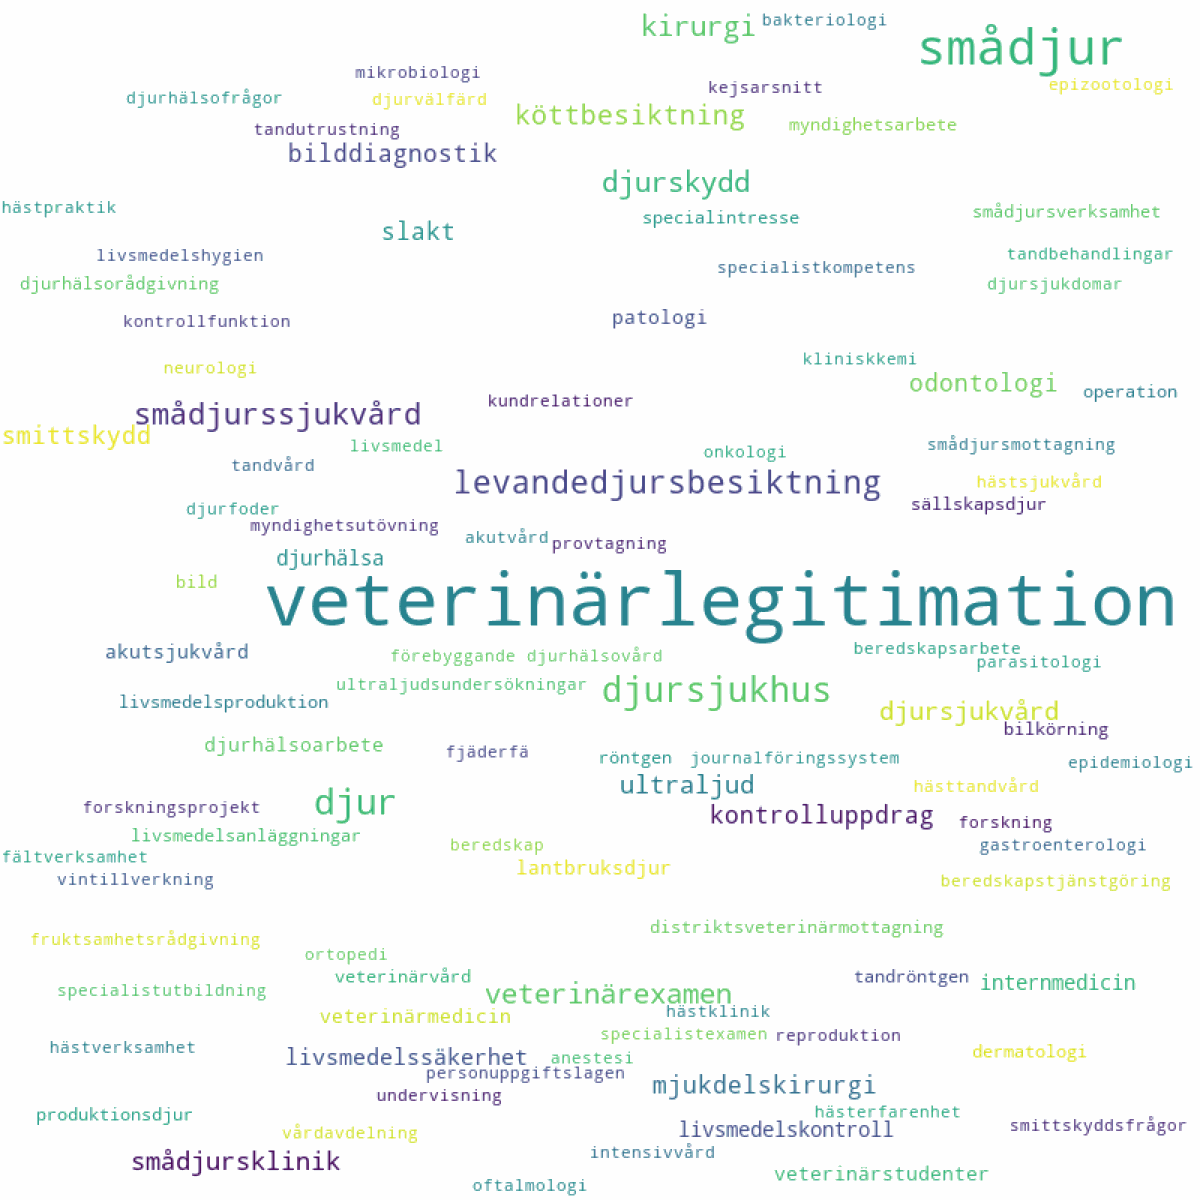 kirurgi
bakteriologi
smådjur
mikrobiologi
kejsarsnitt
epizootologi
djurhälsofrågor
djurvälfärd
köttbesiktning
myndighetsarbete
tandutrustning
bilddiagnostik
djurskydd
hästpraktik
specialintresse
smådjursverksamhet
slakt
livsmedelshygien
specialistkompetens
tandbehandlingar
djurhälsorådgivning
djursjukdomar
kontrollfunktion
patologi
neurologi
kliniskkemi
odontologi
operation
smådjurssjukvård
kundrelationer
smittskydd
livsmedel
onkologi
smådjursmottagning
tandvård
levandedjursbesiktning
hästsjukvård
sällskapsdjur
djurfoder
myndighetsutövning
akutvård
provtagning
djurhälsa
bild
veterinärlegitimation
akutsjukvård
förebyggande djurhälsovård
beredskapsarbete
parasitologi
ultraljudsundersökningar
djursjukhus
livsmedelsproduktion
djursjukvård
bilkörning
djurhälsoarbete
fjäderfä
röntgen
journalföringssystem
epidemiologi
ultraljud
hästtandvård
forskningsprojekt
djur
kontrolluppdrag
forskning
livsmedelsanläggningar
beredskap
gastroenterologi
fältverksamhet
lantbruksdjur
vintillverkning
beredskapstjänstgöring
distriktsveterinärmottagning
fruktsamhetsrådgivning
ortopedi
veterinärvård
tandröntgen
internmedicin
specialistutbildning
veterinärexamen
hästklinik
veterinärmedicin
specialistexamen
reproduktion
hästverksamhet
livsmedelssäkerhet
anestesi
dermatologi
personuppgiftslagen
mjukdelskirurgi
undervisning
produktionsdjur
hästerfarenhet
vårdavdelning
livsmedelskontroll
smittskyddsfrågor
smådjursklinik
intensivvård
veterinärstudenter
oftalmologi